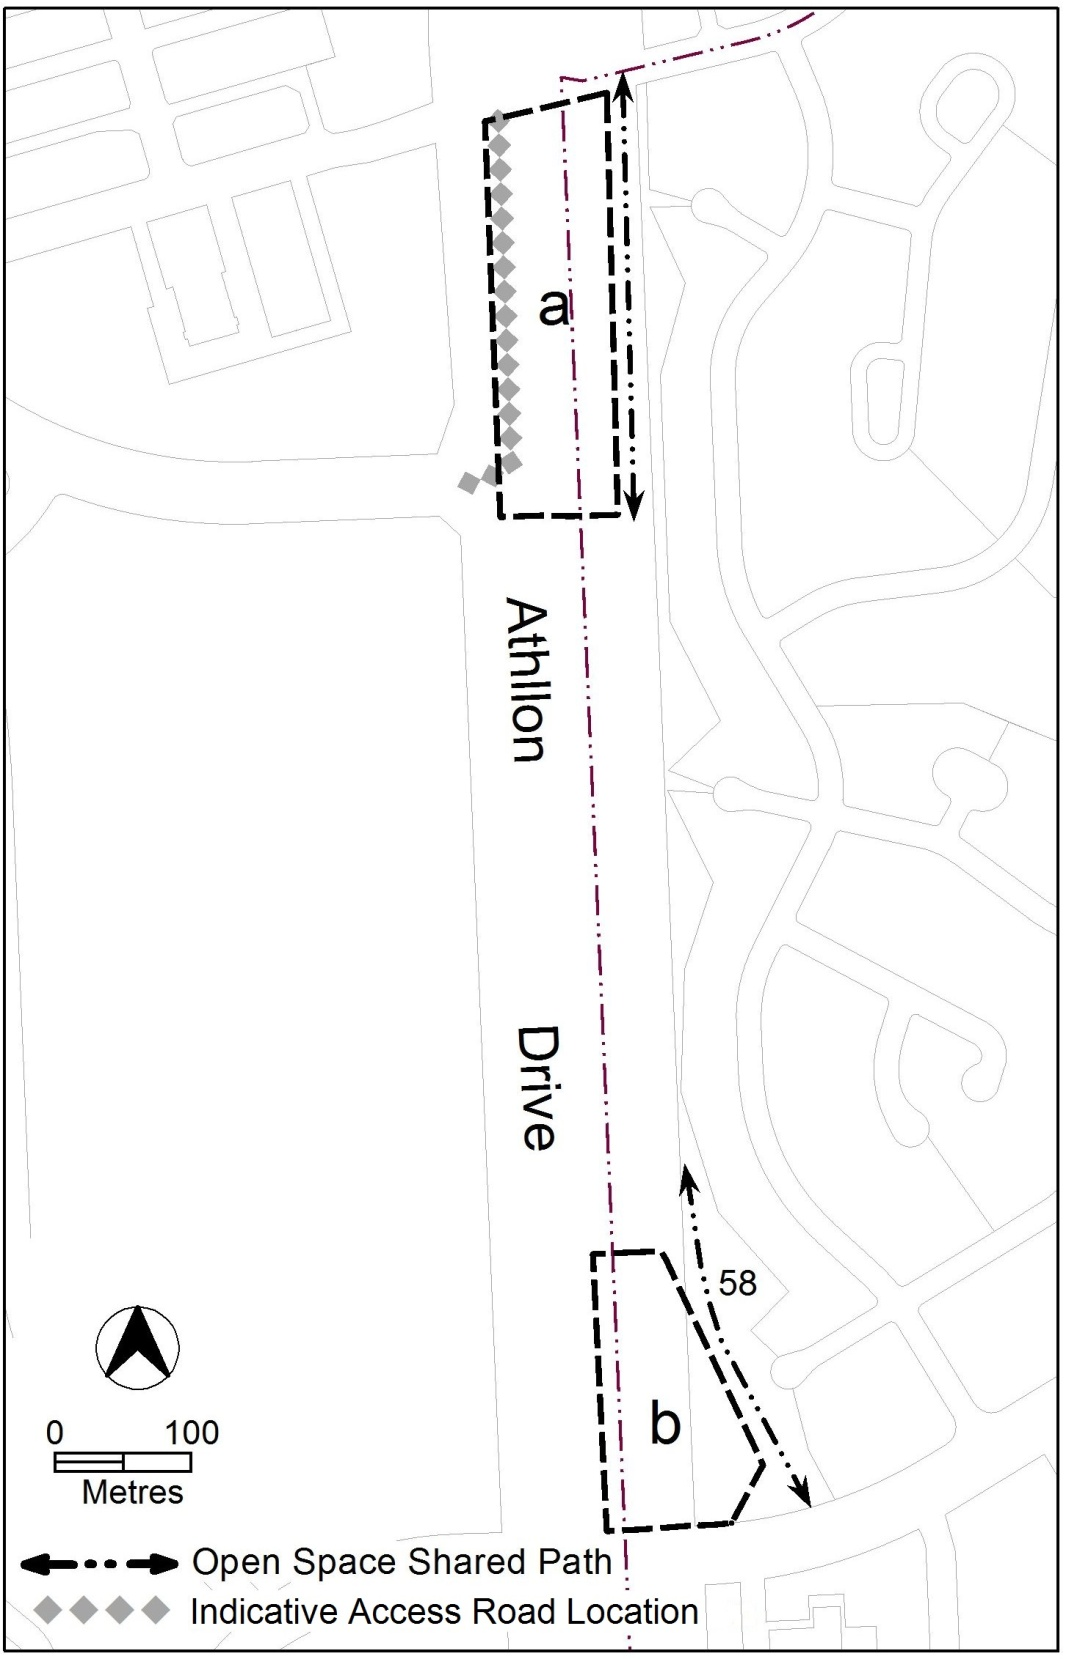 a
Athllon
Drive
58
b
0 100
Metres
Open Space Shared Path
Indicative Access Road Location